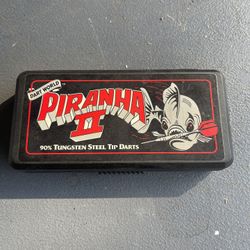 DART WORLD
PIRANHA
II
90% TUNGSTEN STEEL TIP DARTS